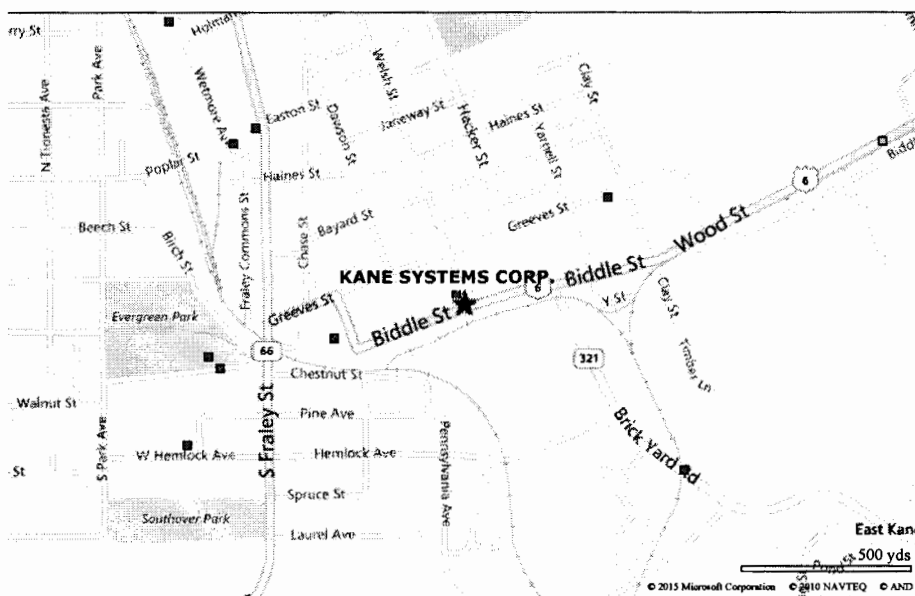 rry St
Holman
N Tionesta Ave
Park Ave
Wetmore Av
Welsh St
Clay St
Easton St
Dawson St
Janeway St
Hacker St
Haines St
Yarnell St
6
Biddle
Poplar St
Haines St
Fraley Commons St
Chase St
Bayard St
Greeves St
Wood St
Beech St
Birch St
KANE SYSTEMS CORP.
Biddle St
6
Y St
Clay St
Evergreen Park
Greeves St
Biddle St
66
321
Timber Ln
Chestnut St
Walnut St
S Park Ave
S Fraley St
Pine Ave
Brick Yard Rd
St
W Hemlock Ave
Hemlock Ave
Pennsylvania Ave
Spruce St
Southover Park
Laurel Ave
East Kane
500 yds
Pond St
© 2015 Microsoft Corporation © 2010 NAVTEQ © AND